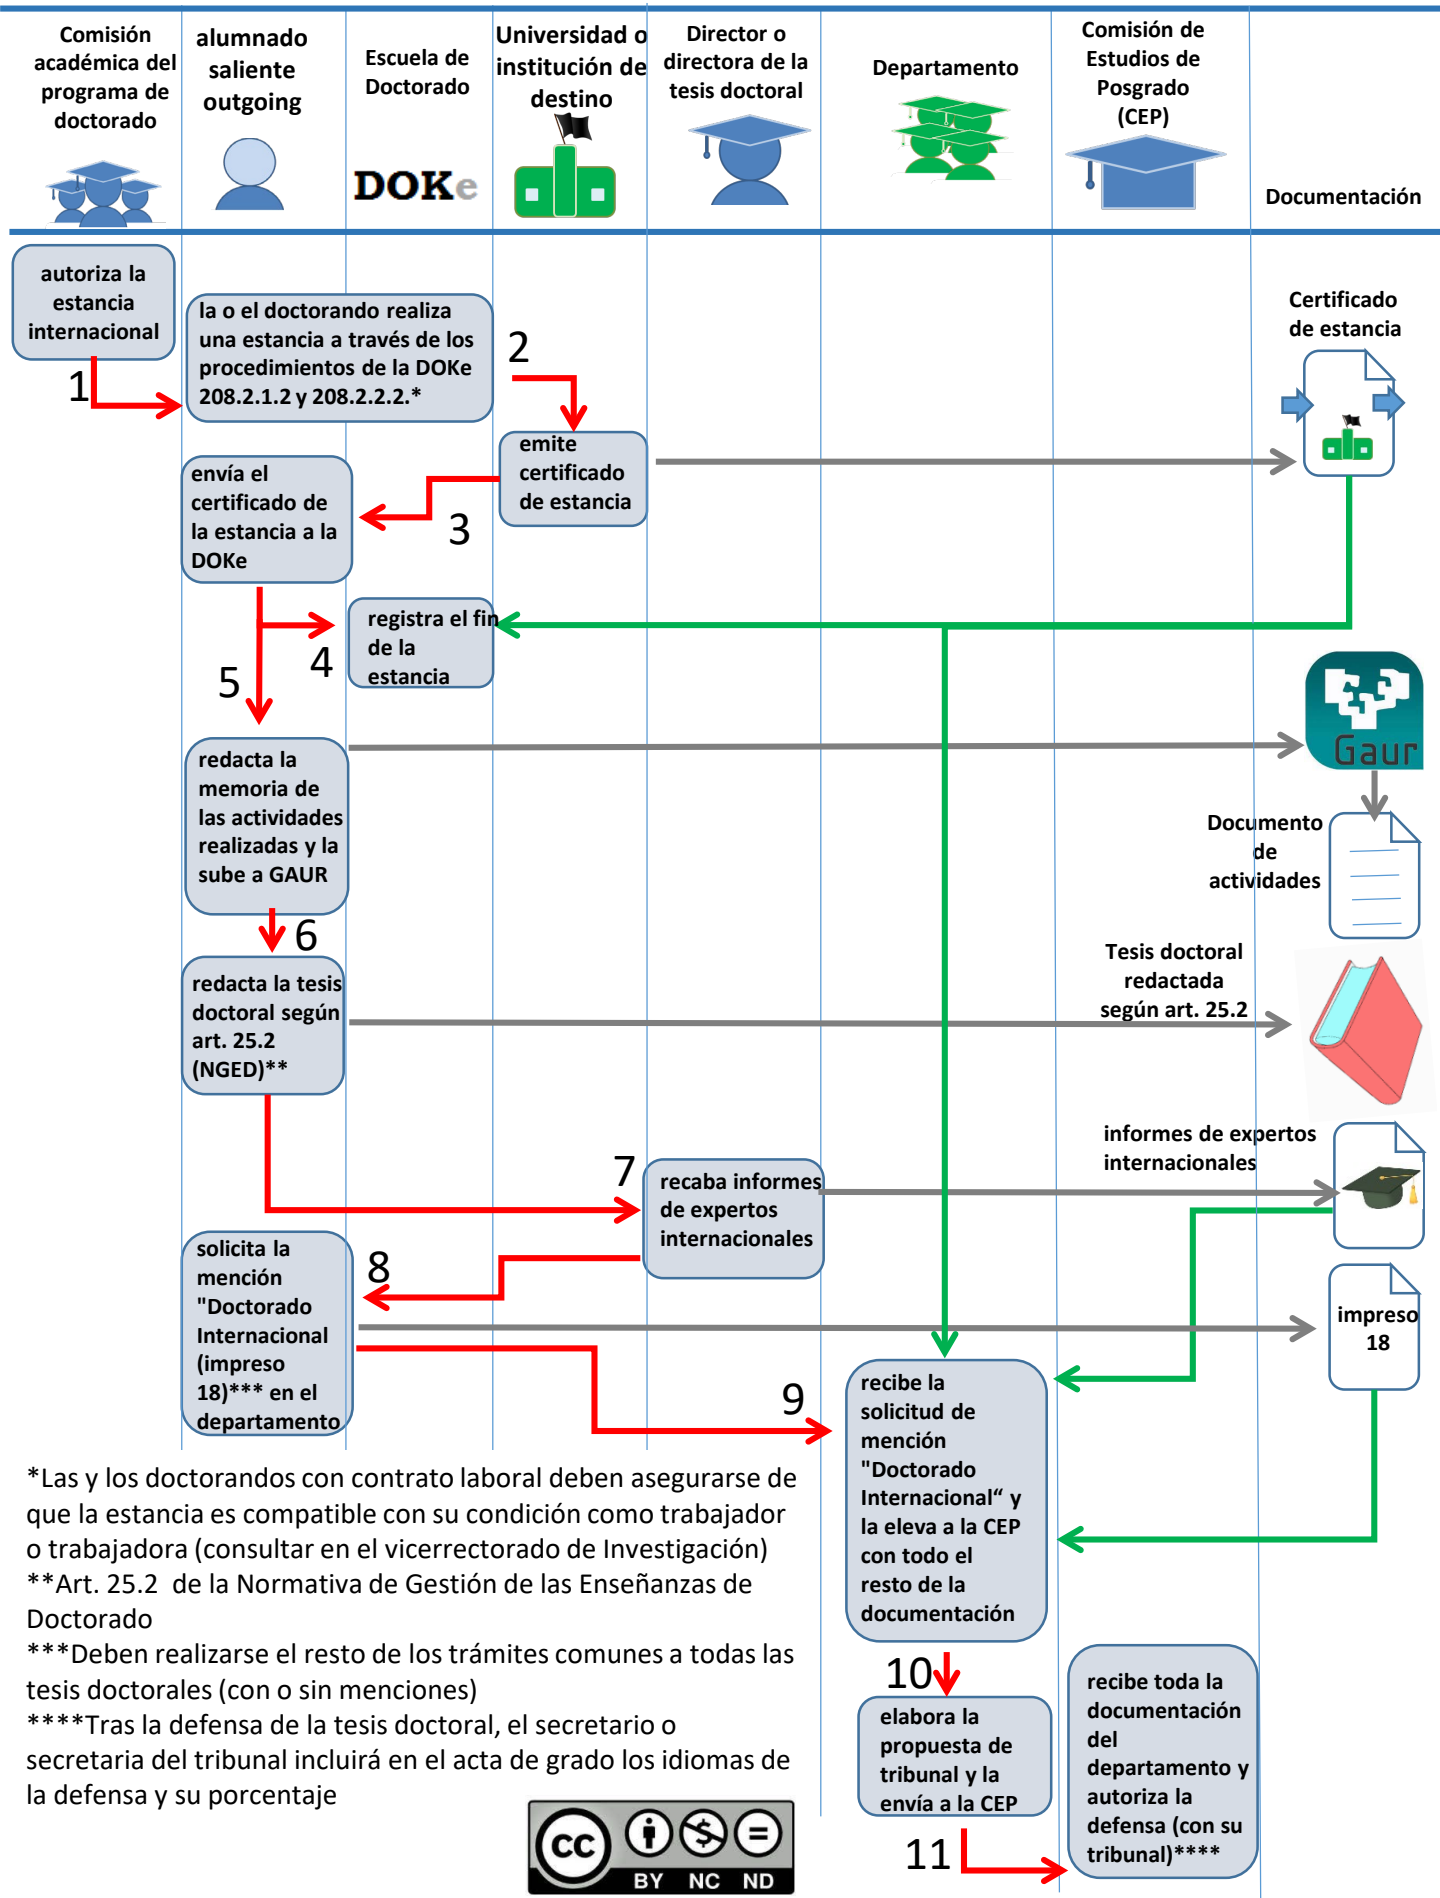 Comisión
académica del
programa de
doctorado
alumnado
saliente
outgoing
Escuela de
Doctorado
DOKe
Universidad o
institución de
destino
Director o
directora de la
tesis doctoral
Departamento
Comisión de
Estudios de
Posgrado
(CEP)
Documentación
autoriza la
estancia
internacional
1
la o el doctorando realiza
una estancia a través de los
procedimientos de la DOKe
208.2.1.2 y 208.2.2.2.*
2
Certificado
de estancia
emite
certificado
de estancia
envía el
certificado de
la estancia a la
DOKe
3
registra el fin
de la
estancia
4
5
Gaur
redacta la
memoria de
las actividades
realizadas y la
sube a GAUR
Documento
de
actividades
6
redacta la tesis
doctoral según
art. 25.2
(NGED)**
Tesis doctoral
redactada
según art. 25.2
7
recaba informes
de expertos
internacionales
informes de expertos
internacionales
solicita la
mención
"Doctorado
Internacional
(impreso
18)*** en el
departamento
8
impreso
18
9
recibe la
solicitud de
mención
"Doctorado
Internacional“ y
la eleva a la CEP
con todo el
resto de la
documentación
*Las y los doctorandos con contrato laboral deben asegurarse de
que la estancia es compatible con su condición como trabajador
o trabajadora (consultar en el vicerrectorado de Investigación)
**Art. 25.2 de la Normativa de Gestión de las Enseñanzas de
Doctorado
***Deben realizarse el resto de los trámites comunes a todas las
tesis doctorales (con o sin menciones)
****Tras la defensa de la tesis doctoral, el secretario o
secretaria del tribunal incluirá en el acta de grado los idiomas de
la defensa y su porcentaje
10
elabora la
propuesta de
tribunal y la
envía a la CEP
11
recibe toda la
documentación
del
departamento y
autoriza la
defensa (con su
tribunal)****
cc
BY NC ND